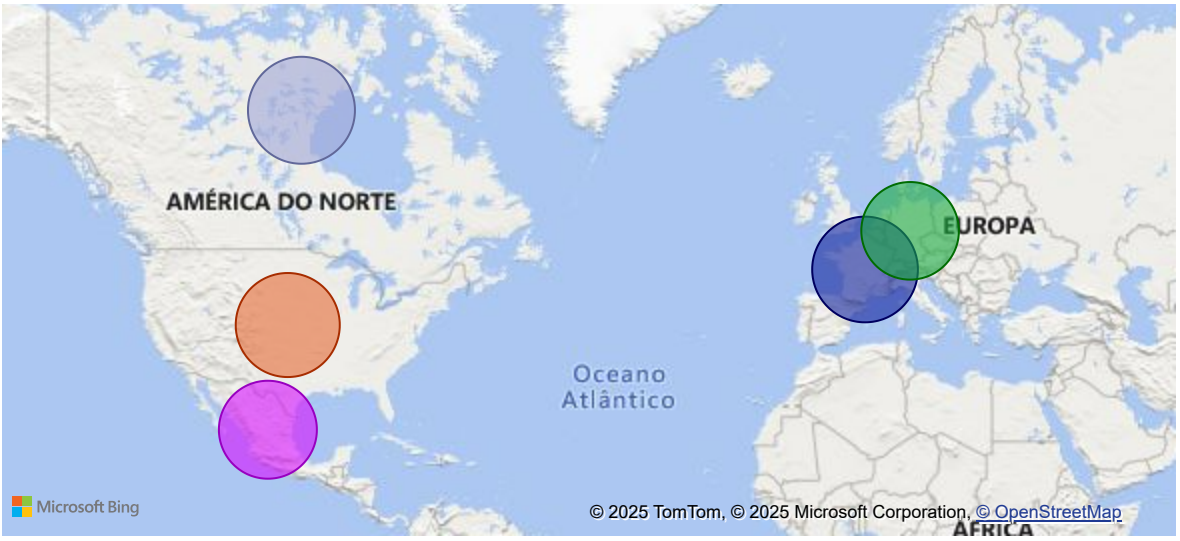 AMÉRICA DO NORTE
EUROPA
Oceano
Atlântico
Microsoft Bing
© 2025 TomTom, © 2025 Microsoft Corporation, © OpenStreetMap
ÁFRICA